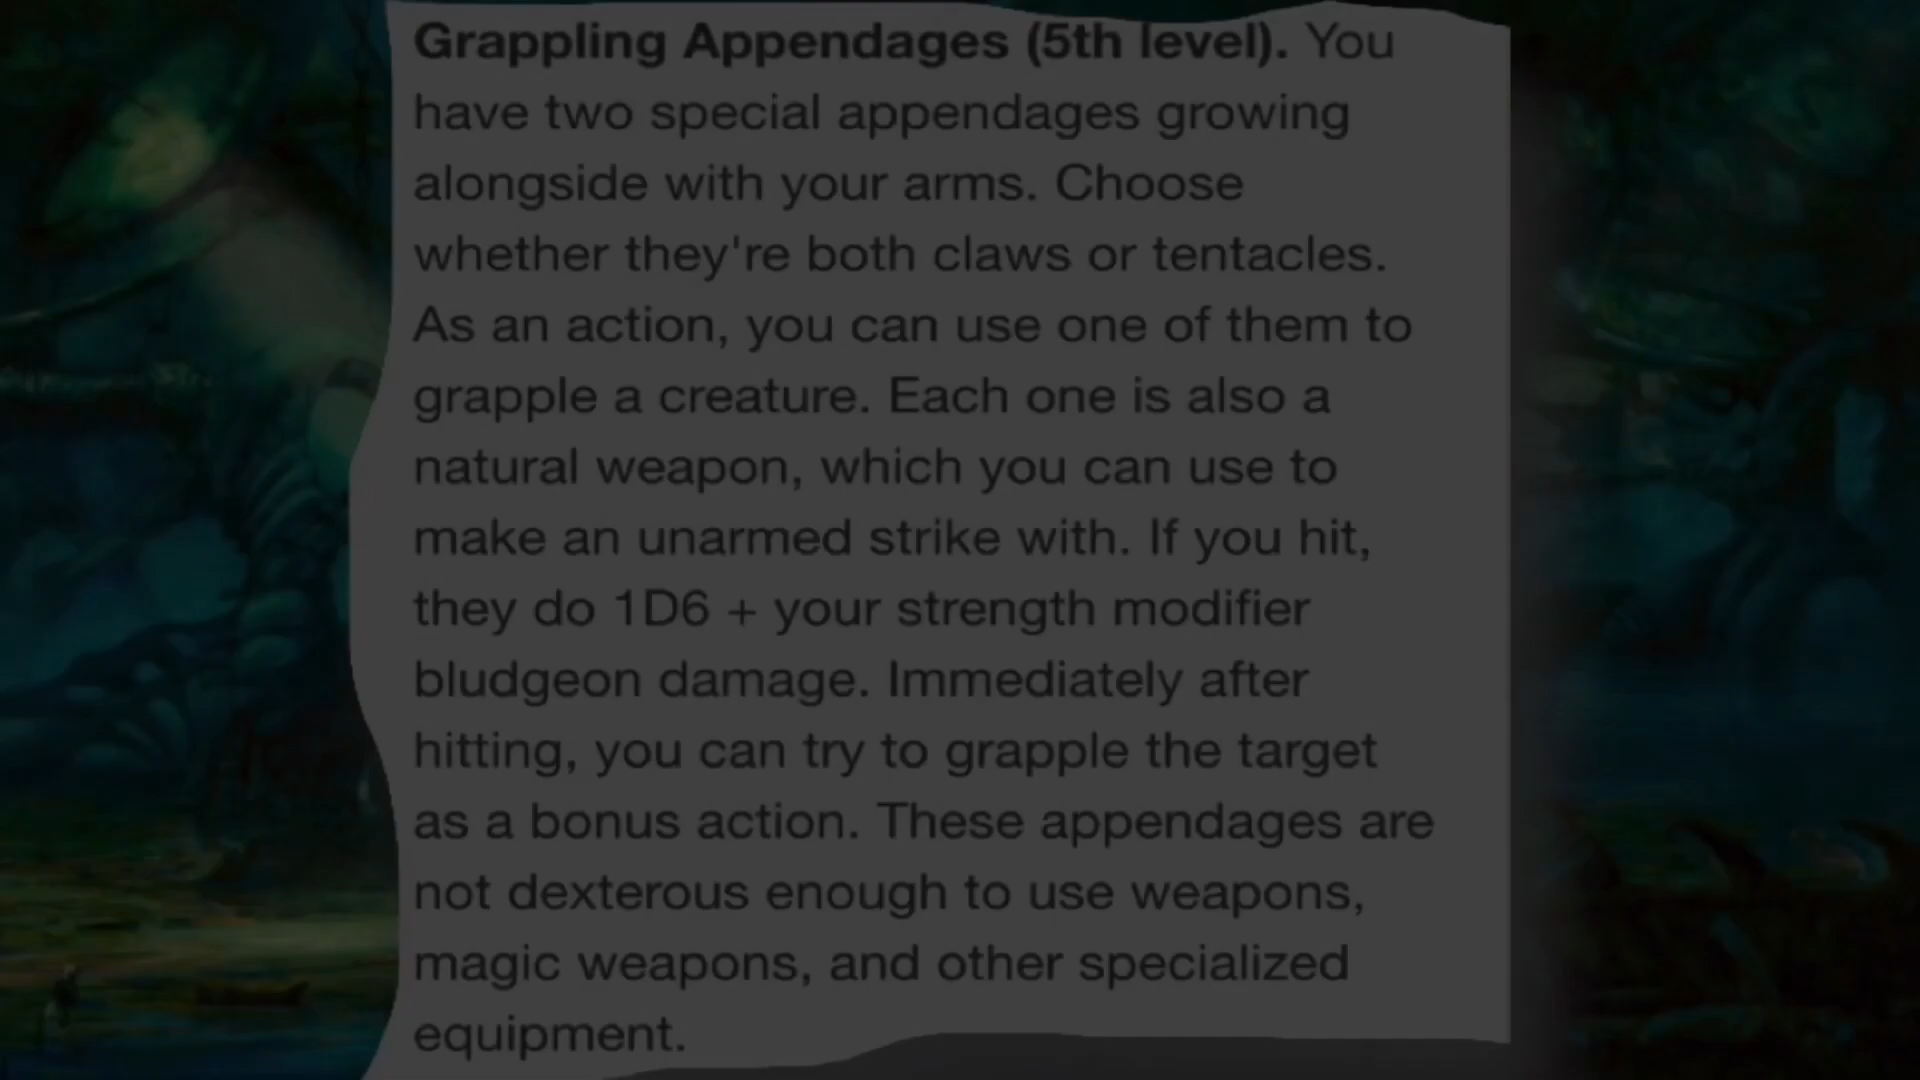 Grappling Appendages (5th level). You
have two special appendages growing
alongside with your arms. Choose
whether they're both claws or tentacles.
As an action, you can use one of them to
grapple a creature. Each one is also a
natural weapon, which you can use to
make an unarmed strike with. If you hit,
they do 1D6 + your strength modifier
bludgeon damage. Immediately after
hitting, you can try to grapple the target
as a bonus action. These appendages are
not dexterous enough to use weapons,
magic weapons, and other specialized
equipment.